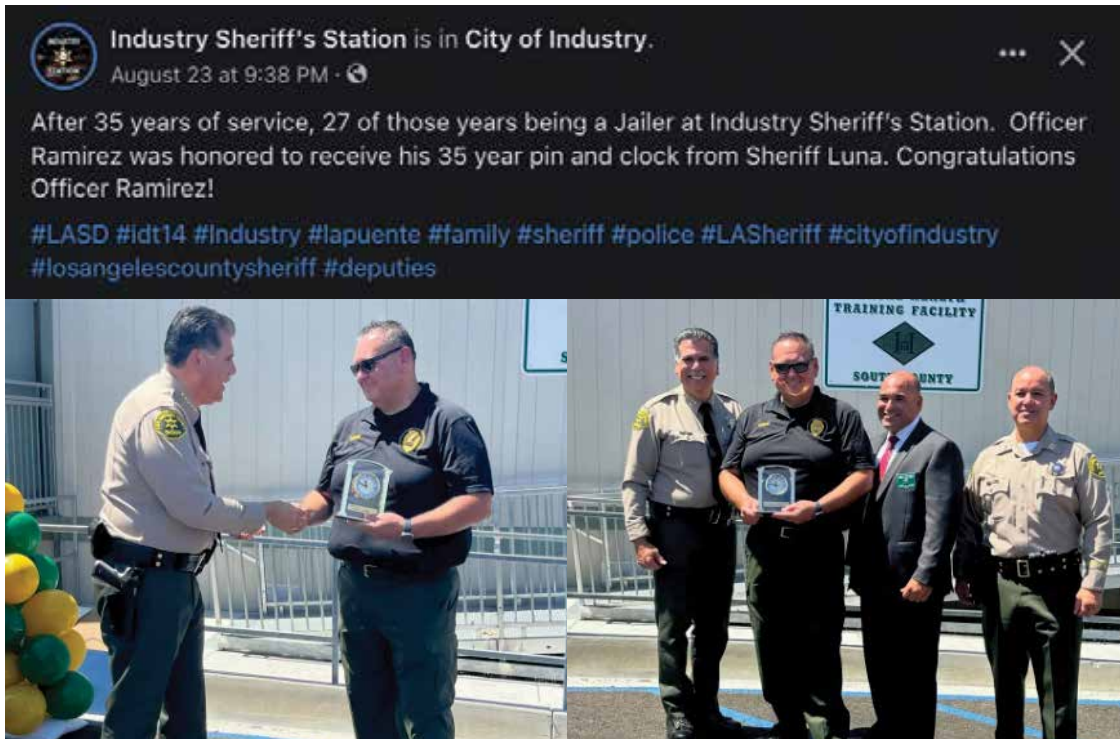 Industry Sheriff's Station is in City of Industry.
August 23 at 9:38 PM ·
After 35 years of service, 27 of those years being a Jailer at Industry Sheriff's Station.  Officer
Ramirez was honored to receive his 35 year pin and clock from Sheriff Luna. Congratulations
Officer Ramirez!
#LASD #idt14 #Industry #lapuente #family #sheriff #police #LASheriff #cityofindustry
#losangelescountysheriff #deputies
INDUSTRY
STATION
TRAINING FACILITY
SOUTH COUNTY